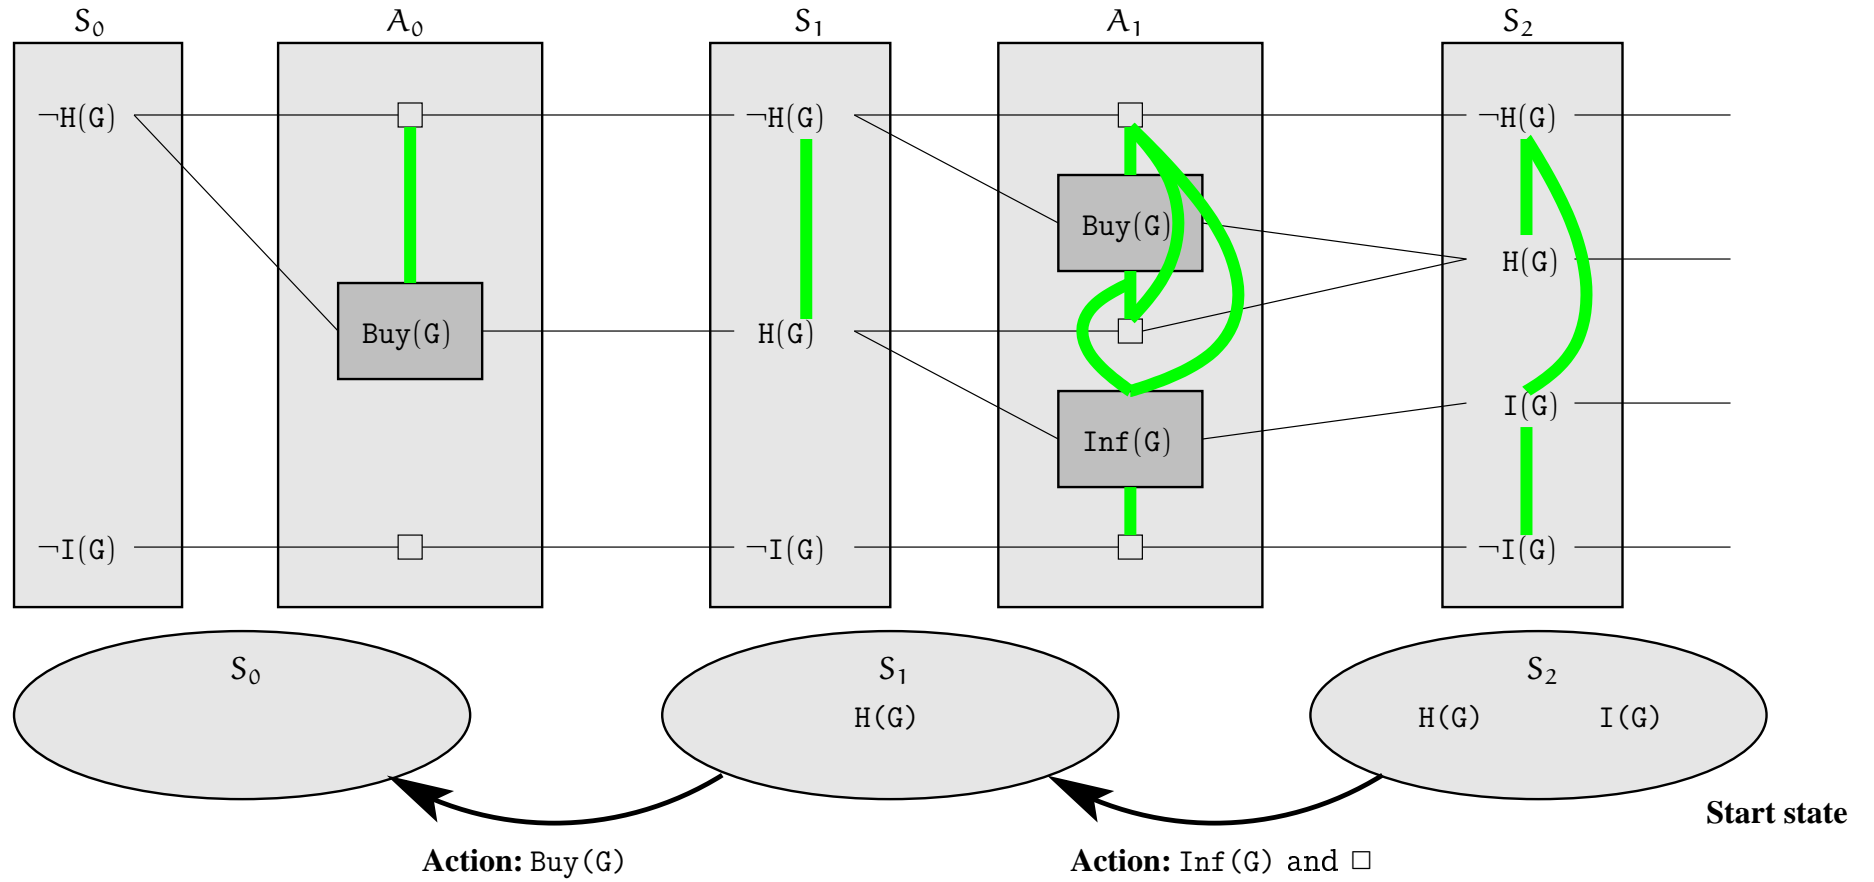 S₀ A₀ S₁ A₁ S₂
¬H(G) ¬H(G) ¬H(G)
Buy(G)
H(G)
Buy(G) H(G)
I(G)
Inf(G)
¬I(G) ¬I(G) ¬I(G)
S₀ S₁ S₂
H(G) H(G) I(G)
Start state
Action: Buy(G) Action: Inf(G) and □